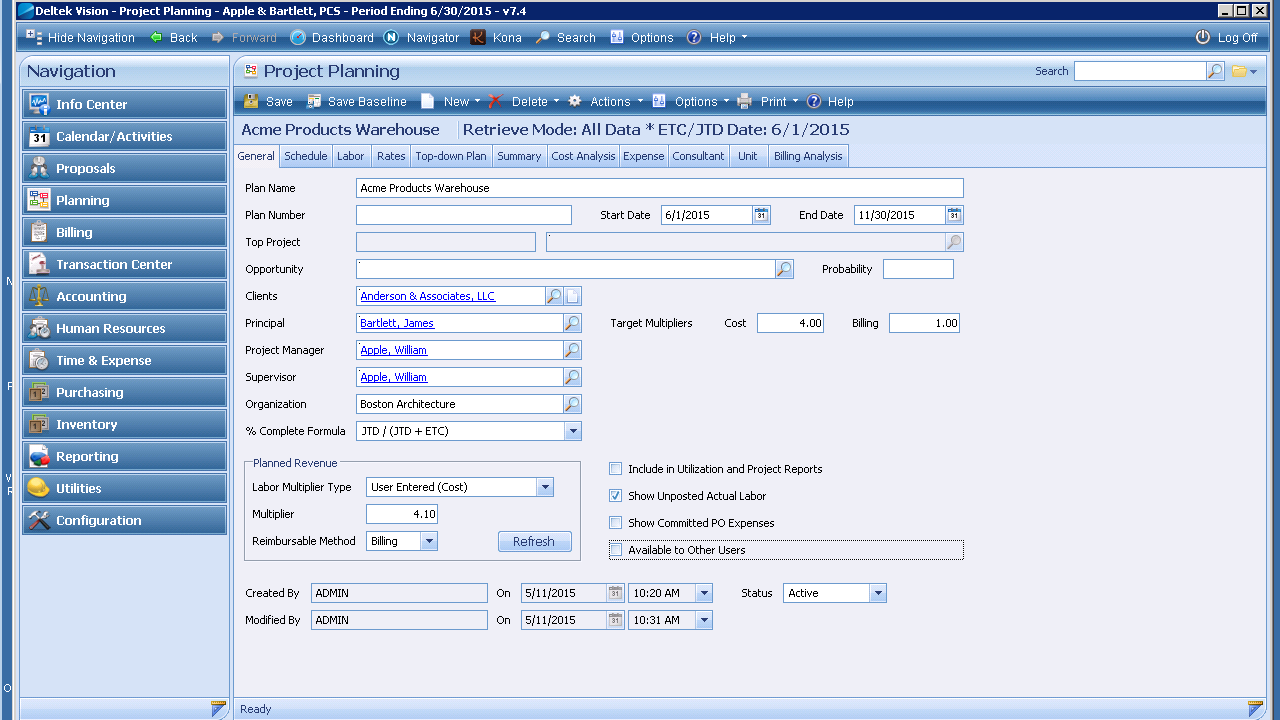 Deltek Vision - Project Planning - Apple & Bartlett, PCS - Period Ending 6/30/2015 - v7.4
Hide Navigation Back Forward Dashboard Navigator Kona Search Options Help Log Off
Navigation
Info Center
31 Calendar/Activities
Proposals
Planning
Billing
Transaction Center
Accounting
Human Resources
Time & Expense
Purchasing
Inventory
Reporting
Utilities
Configuration
Project Planning Search
Save Save Baseline New Delete Actions Options Print Help
Acme Products Warehouse Retrieve Mode: All Data * ETC/JTD Date: 6/1/2015
General Schedule Labor Rates Top-down Plan Summary Cost Analysis Expense Consultant Unit Billing Analysis
Plan Name Acme Products Warehouse
Plan Number Start Date 6/1/2015 31 End Date 11/30/2015 31
Top Project
Opportunity Probability
Clients Anderson & Associates, LLC
Principal Bartlett, James Target Multipliers Cost 4.00 Billing 1.00
Project Manager Apple, William
Supervisor Apple, William
Organization Boston Architecture
% Complete Formula JTD / (JTD + ETC)
Planned Revenue
Labor Multiplier Type User Entered (Cost)
Multiplier 4.10
Reimbursable Method Billing Refresh
Include in Utilization and Project Reports
Show Unposted Actual Labor
Show Committed PO Expenses
Available to Other Users
Created By ADMIN On 5/11/2015 31 10:20 AM Status Active
Modified By ADMIN On 5/11/2015 31 10:31 AM
Ready